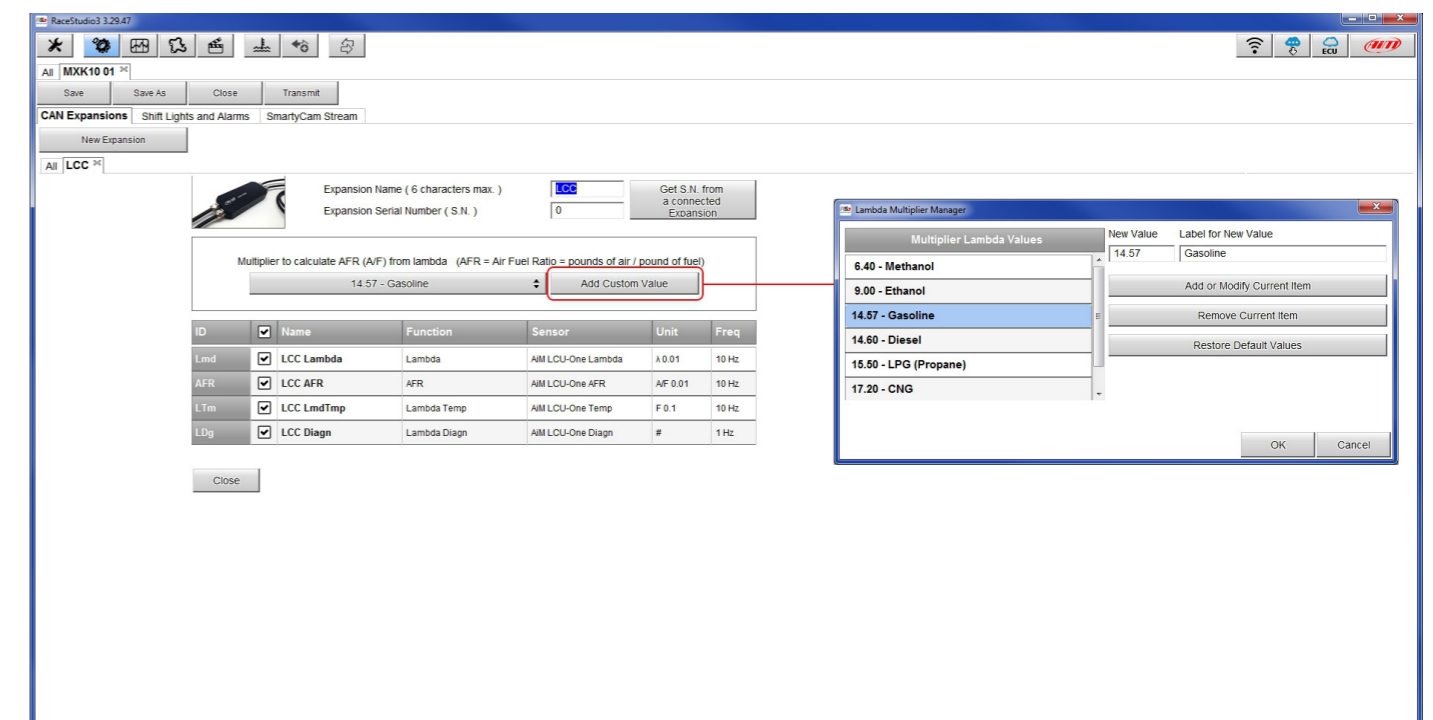 RaceStudio3 3.29.47
ECU
AiM
All MXK10 01
Save Save As Close Transmit
CAN Expansions Shift Lights and Alarms SmartyCam Stream
New Expansion
All LCC
Expansion Name ( 6 characters max. ) LCC
Expansion Serial Number ( S.N. ) 0
Get S.N. from
a connected
Expansion
Multiplier to calculate AFR (A/F) from lambda (AFR = Air Fuel Ratio = pounds of air / pound of fuel)
14.57 - Gasoline Add Custom Value
ID Name Function Sensor Unit Freq
Lmd LCC Lambda Lambda AiM LCU-One Lambda λ 0.01 10 Hz
AFR LCC AFR AFR AiM LCU-One AFR A/F 0.01 10 Hz
LTm LCC LmdTmp Lambda Temp AiM LCU-One Temp F 0.1 10 Hz
LDg LCC Diagn Lambda Diagn AiM LCU-One Diagn # 1 Hz
Close
Lambda Multiplier Manager
Multiplier Lambda Values
6.40 - Methanol
9.00 - Ethanol
14.57 - Gasoline
14.60 - Diesel
15.50 - LPG (Propane)
17.20 - CNG
New Value Label for New Value
14.57 Gasoline
Add or Modify Current Item
Remove Current Item
Restore Default Values
OK Cancel